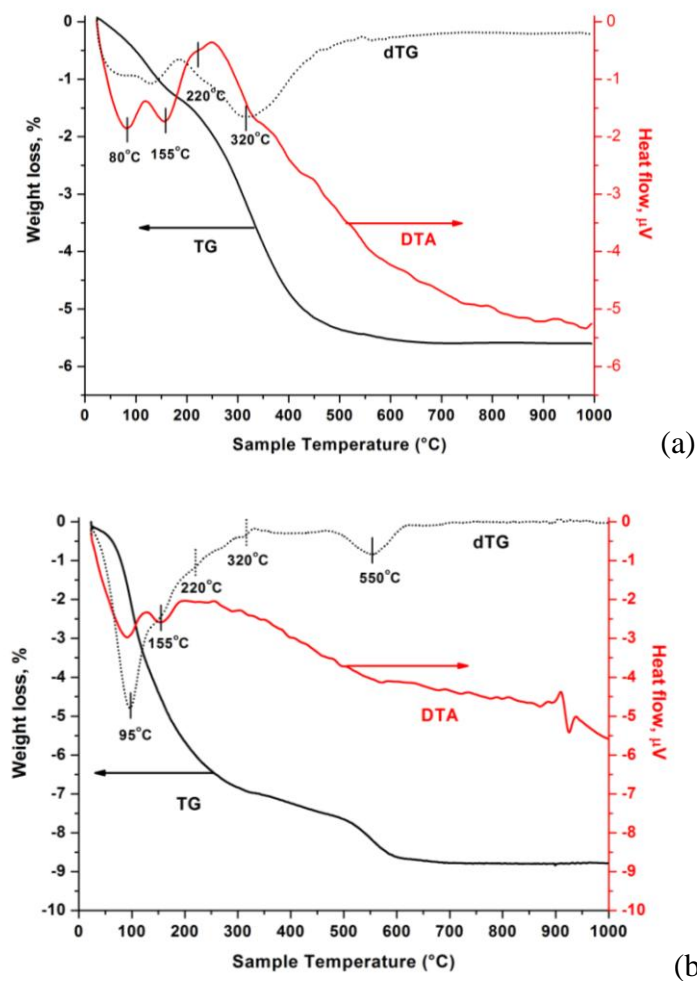 0
-1
-2
-3
-4
-5
-6
Weight loss, %
80°C
155°C
220°C
320°C
dTG
TG
DTA
1
0
-1
-2
-3
-4
-5
-6
Heat flow, µV
0 100 200 300 400 500 600 700 800 900 1000
Sample Temperature (°C)
(a)
0
-1
-2
-3
-4
-5
-6
-7
-8
-9
-10
Weight loss, %
95°C
155°C
220°C
320°C
550°C
dTG
DTA
TG
0
-1
-2
-3
-4
-5
-6
-7
-8
-9
-10
Heat flow, µV
0 100 200 300 400 500 600 700 800 900 1000
Sample Temperature (°C)
(b